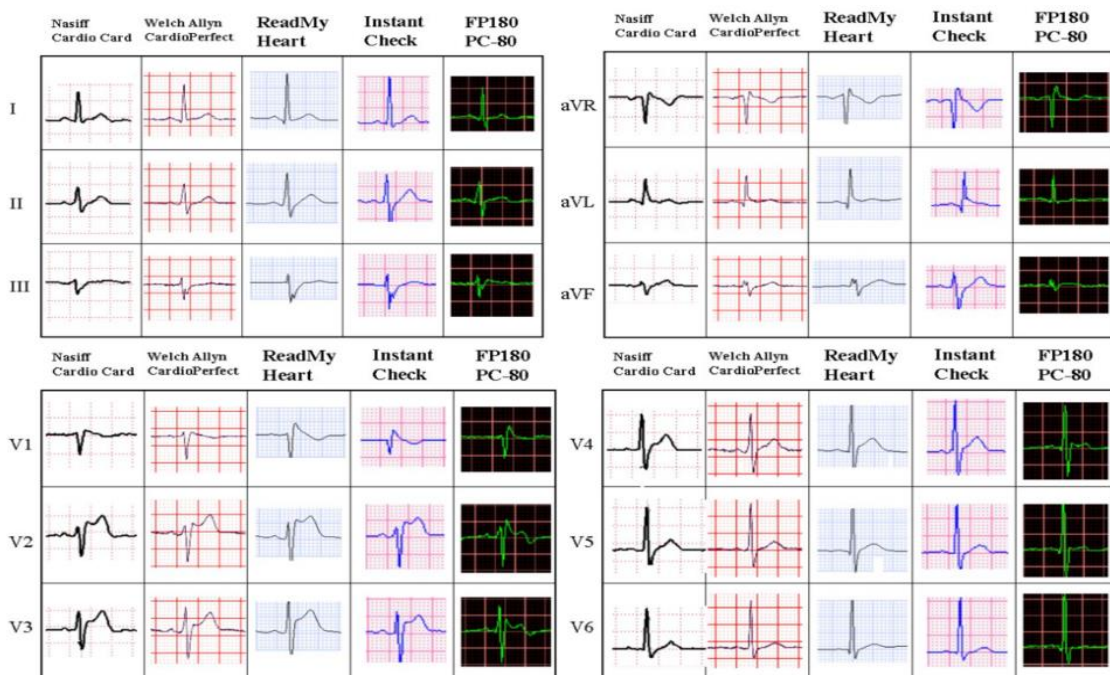 Nasiff Cardio Card
Welch Allyn CardioPerfect
ReadMy Heart
Instant Check
FP180 PC-80
I
II
III
Nasiff Cardio Card
Welch Allyn CardioPerfect
ReadMy Heart
Instant Check
FP180 PC-80
aVR
aVL
aVF
Nasiff Cardio Card
Welch Allyn CardioPerfect
ReadMy Heart
Instant Check
FP180 PC-80
V1
V2
V3
Nasiff Cardio Card
Welch Allyn CardioPerfect
ReadMy Heart
Instant Check
FP180 PC-80
V4
V5
V6